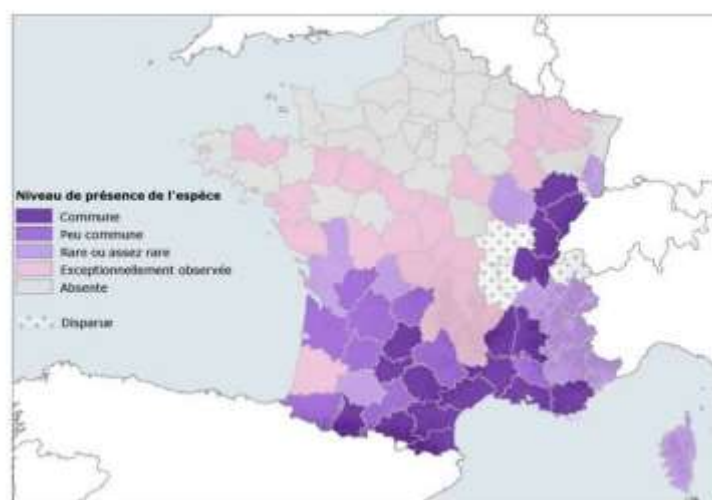 Niveau de présence de l'espèce
Commune
Peu commune
Rare ou assez rare
Exceptionnellement observée
Absente
Disparue